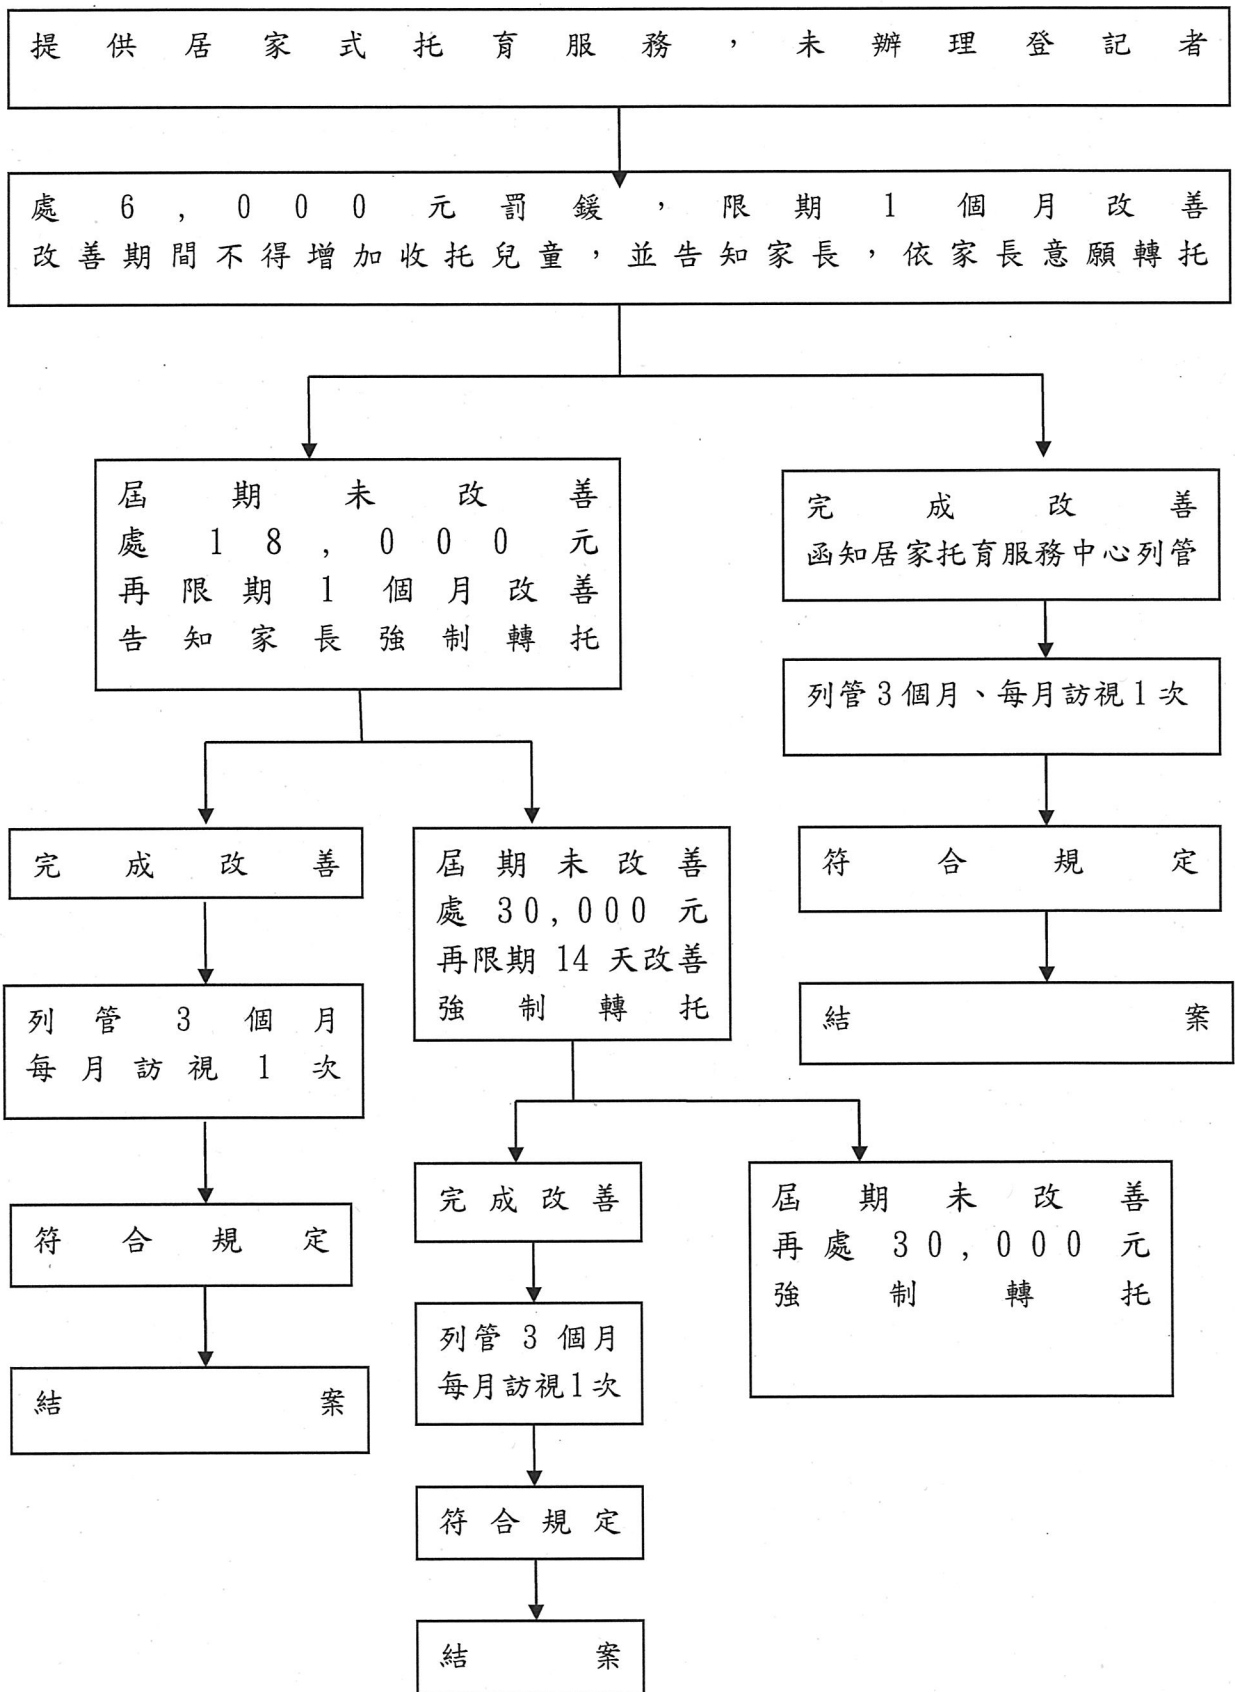 提供居家式托育服務，未辦理登記者
處6,000元罰鍰，限期1個月改善
改善期間不得增加收托兒童，並告知家長，依家長意願轉托
屆期未改善
處18,000元
再限期1個月改善
告知家長強制轉托
完成改善
函知居家托育服務中心列管
列管3個月、每月訪視1次
符合規定
結案
完成改善
列管3個月
每月訪視1次
符合規定
結案
屆期未改善
處30,000元
再限期14天改善
強制轉托
完成改善
列管3個月
每月訪視1次
符合規定
結案
屆期未改善
再處30,000元
強制轉托